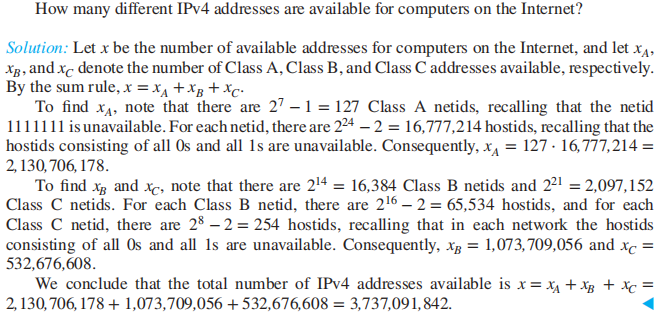 How many different IPv4 addresses are available for computers on the Internet?
Solution: Let x be the number of available addresses for computers on the Internet, and let x_A,
x_B, and x_C denote the number of Class A, Class B, and Class C addresses available, respectively.
By the sum rule, x = x_A + x_B + x_C.
To find x_A, note that there are 2^7 − 1 = 127 Class A netids, recalling that the netid
1111111 is unavailable. For each netid, there are 2^24 − 2 = 16,777,214 hostids, recalling that the
hostids consisting of all 0s and all 1s are unavailable. Consequently, x_A = 127 · 16,777,214 =
2,130,706,178.
To find x_B and x_C, note that there are 2^14 = 16,384 Class B netids and 2^21 = 2,097,152
Class C netids. For each Class B netid, there are 2^16 − 2 = 65,534 hostids, and for each
Class C netid, there are 2^8 − 2 = 254 hostids, recalling that in each network the hostids
consisting of all 0s and all 1s are unavailable. Consequently, x_B = 1,073,709,056 and x_C =
532,676,608.
We conclude that the total number of IPv4 addresses available is x = x_A + x_B + x_C =
2,130,706,178 + 1,073,709,056 + 532,676,608 = 3,737,091,842.